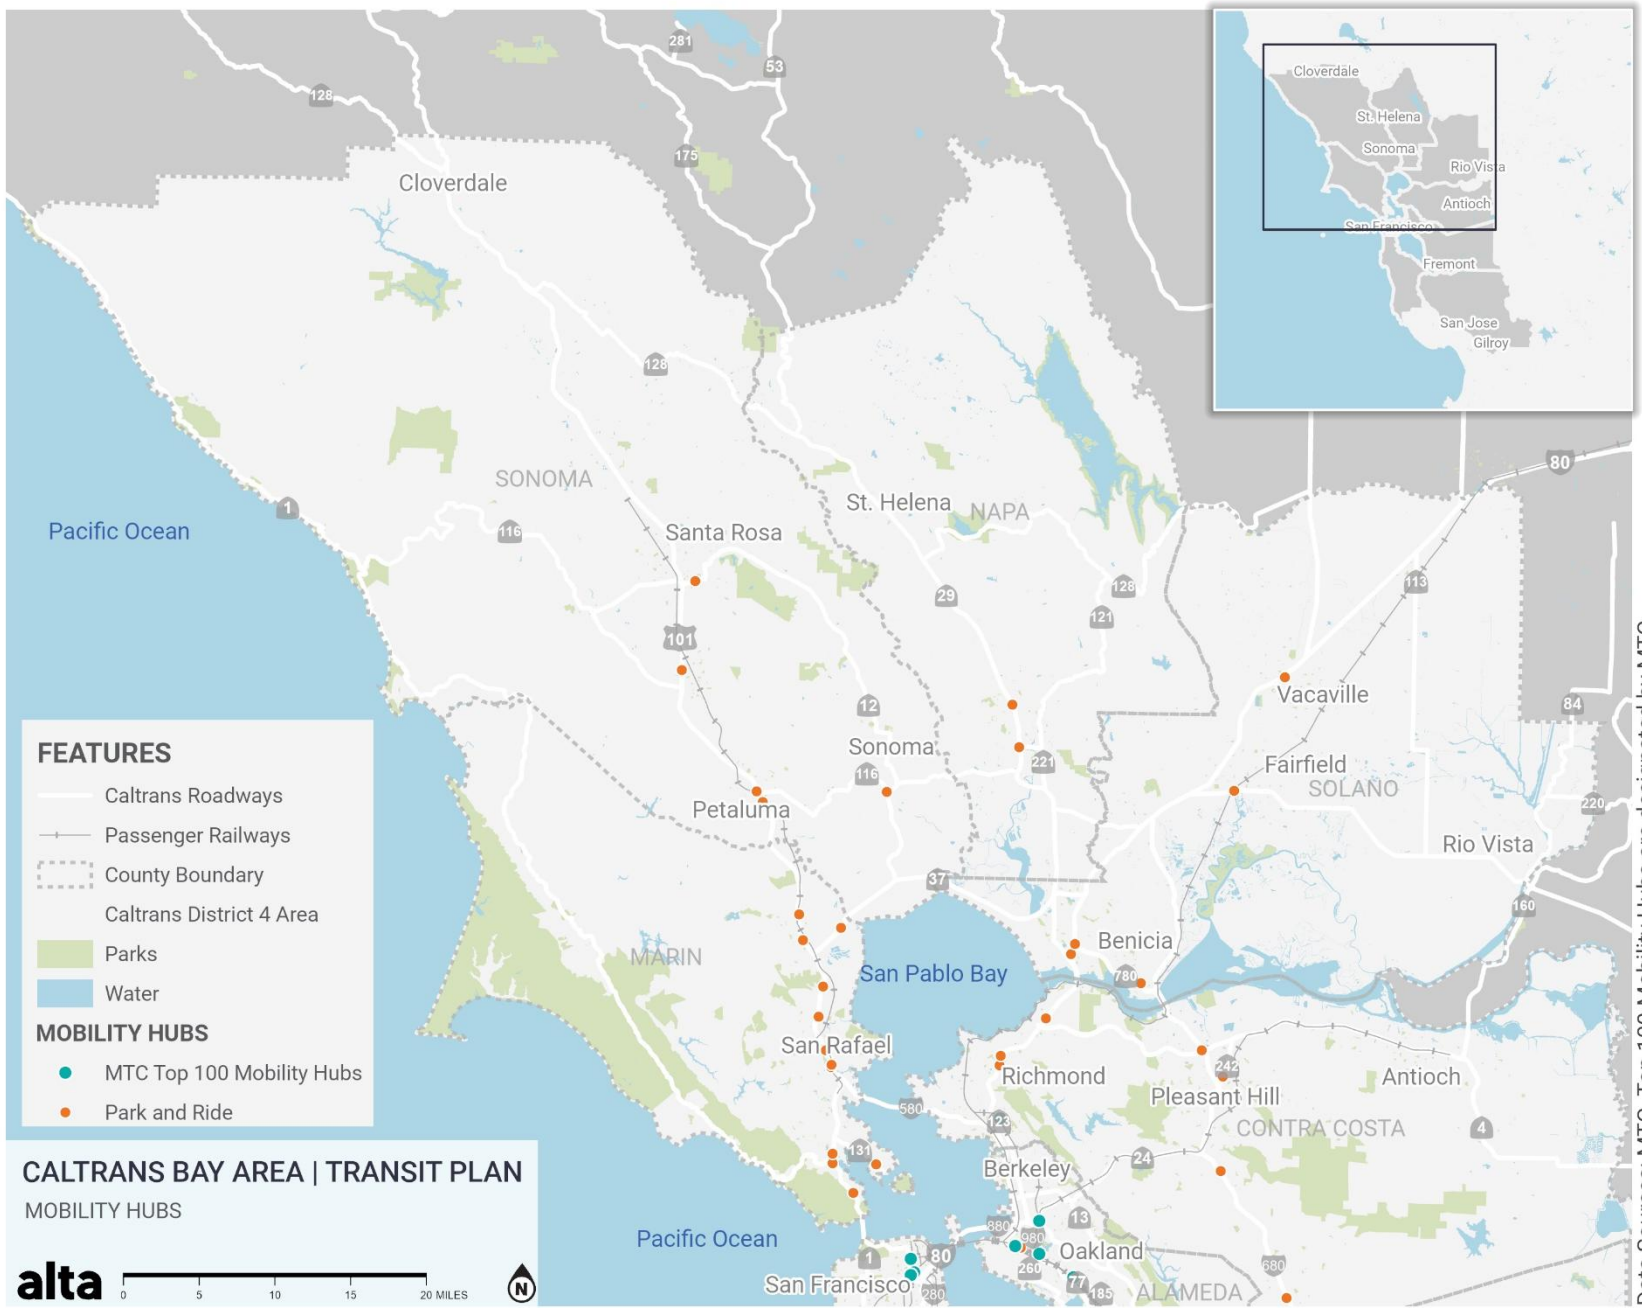 281
53
128
175
Cloverdale
128
SONOMA
1
116
Pacific Ocean
Santa Rosa
St. Helena
NAPA
80
29
128
121
113
101
12
Vacaville
84
Sonoma
116
221
Fairfield
SOLANO
220
Petaluma
Rio Vista
37
160
MARIN
San Pablo Bay
Benicia
780
San Rafael
Richmond
242
Antioch
Pleasant Hill
580
123
CONTRA COSTA
4
131
24
Berkeley
Pacific Ocean
880
13
980
Oakland
1
80
260
680
San Francisco
280
77
185
ALAMEDA
Cloverdale
St. Helena
Sonoma
Rio Vista
Antioch
San Francisco
Fremont
San Jose
Gilroy
FEATURES
Caltrans Roadways
Passenger Railways
County Boundary
Caltrans District 4 Area
Parks
Water
MOBILITY HUBS
MTC Top 100 Mobility Hubs
Park and Ride
CALTRANS BAY AREA | TRANSIT PLAN
MOBILITY HUBS
alta
0 5 10 15 20 MILES
N